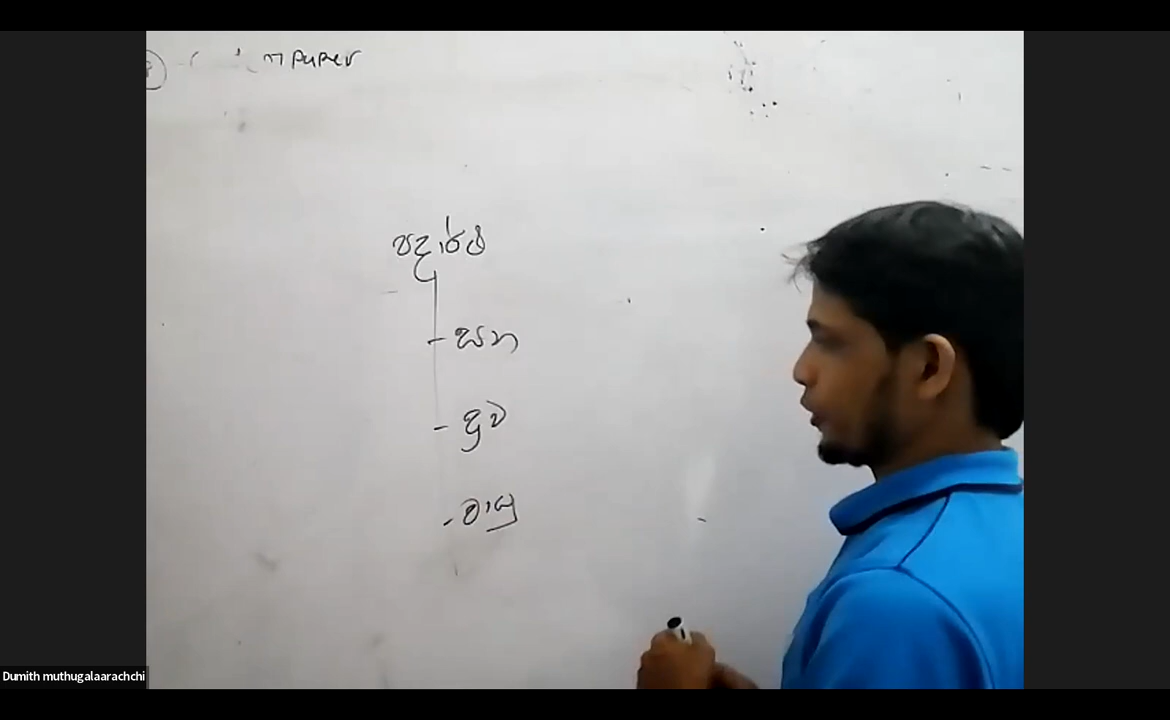 paper
පදාර්ථ
- ඝන
- ද්‍රව
- වායු
Dumith muthugalaarachchi